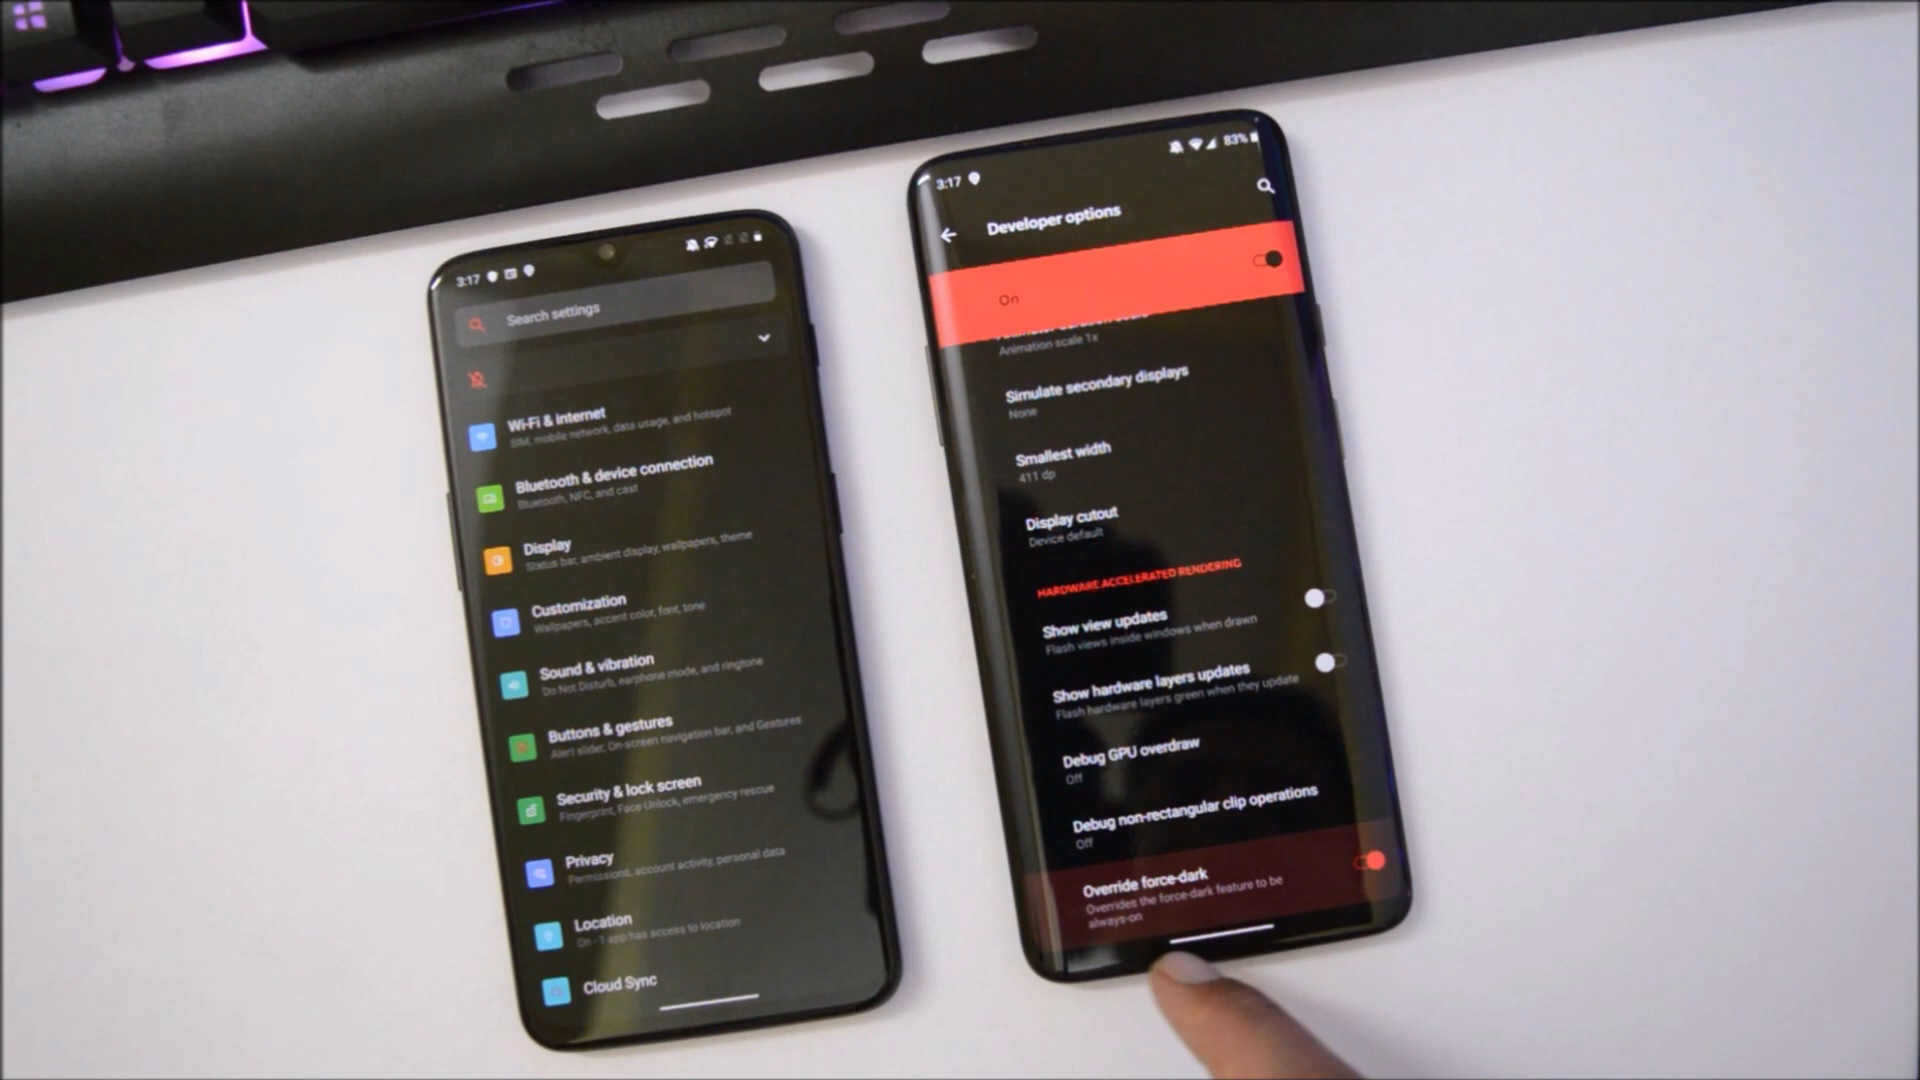 3:17
Search settings
Wi-Fi & internet
SIM, mobile network, data usage, and hotspot
Bluetooth & device connection
Bluetooth, NFC, and cast
Display
Status bar, ambient display, wallpapers, theme
Customization
Wallpapers, accent color, font, tone
Sound & vibration
Do Not Disturb, earphone mode, and ringtone
Buttons & gestures
Alert slider, On-screen navigation bar, and Gestures
Security & lock screen
Fingerprint, Face Unlock, emergency rescue
Privacy
Permissions, account activity, personal data
Location
On - 1 app has access to location
Cloud Sync
3:17
83%
Developer options
On
Animation scale 1x
Simulate secondary displays
None
Smallest width
411 dp
Display cutout
Device default
HARDWARE ACCELERATED RENDERING
Show view updates
Flash views inside windows when drawn
Show hardware layers updates
Flash hardware layers green when they update
Debug GPU overdraw
Off
Debug non-rectangular clip operations
Off
Override force-dark
Overrides the force-dark feature to be
always-on